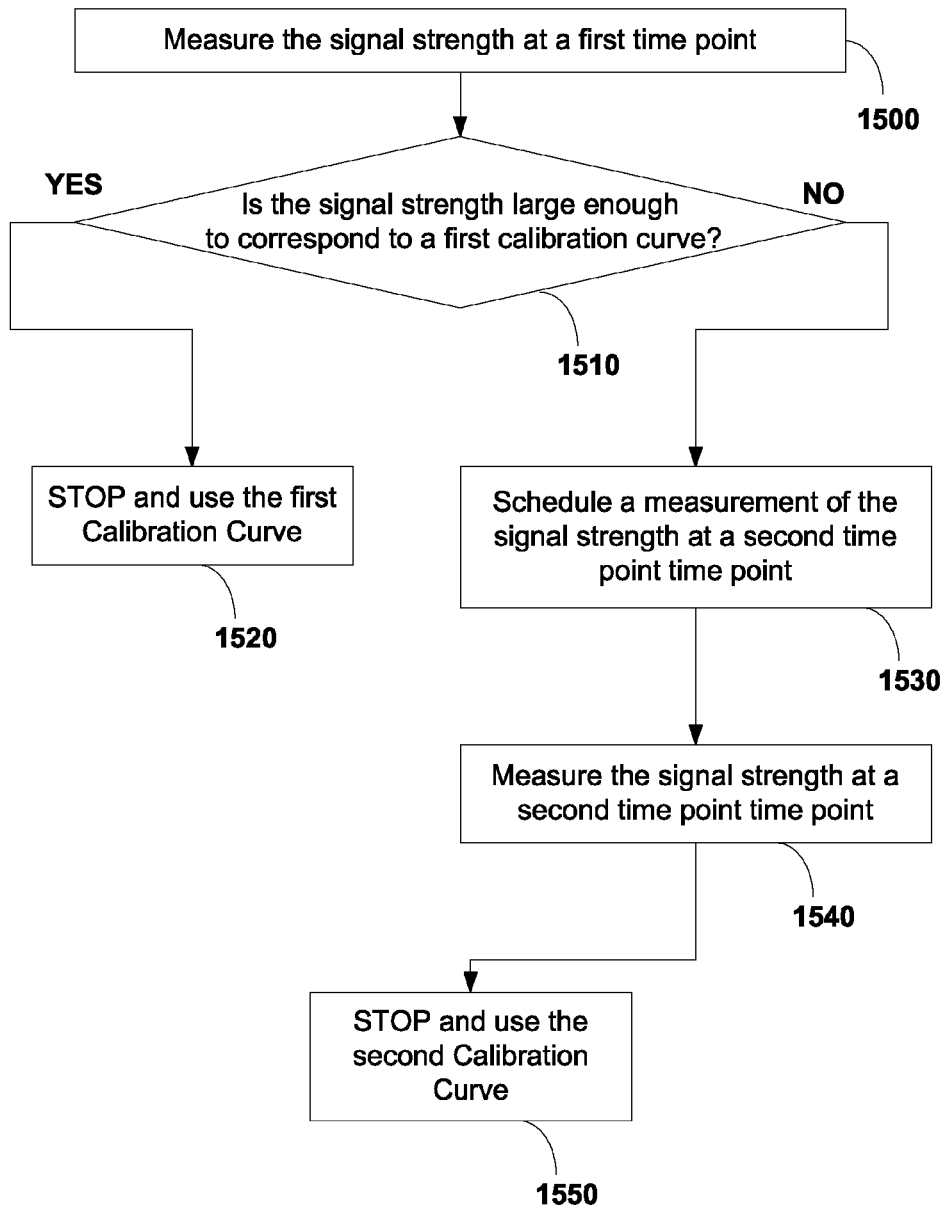 Measure the signal strength at a first time point
1500
YES
NO
Is the signal strength large enough
to correspond to a first calibration curve?
1510
STOP and use the first
Calibration Curve
1520
Schedule a measurement of the
signal strength at a second time
point time point
1530
Measure the signal strength at a
second time point time point
1540
STOP and use the
second Calibration
Curve
1550